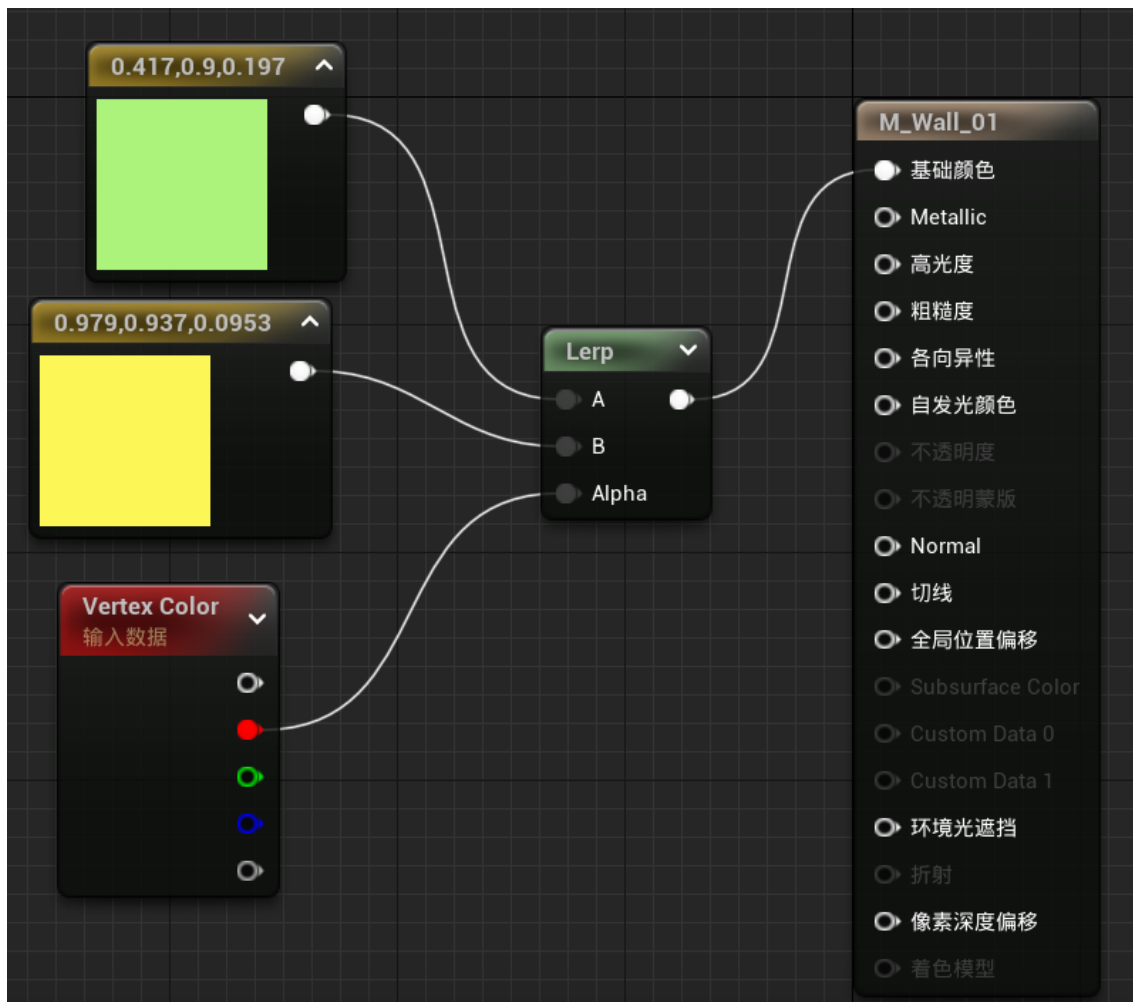 0.417,0.9,0.197
0.979,0.937,0.0953
Vertex Color
输入数据
Lerp
A
B
Alpha
M_Wall_01
基础颜色
Metallic
高光度
粗糙度
各向异性
自发光颜色
不透明度
不透明蒙版
Normal
切线
全局位置偏移
Subsurface Color
Custom Data 0
Custom Data 1
环境光遮挡
折射
像素深度偏移
着色模型